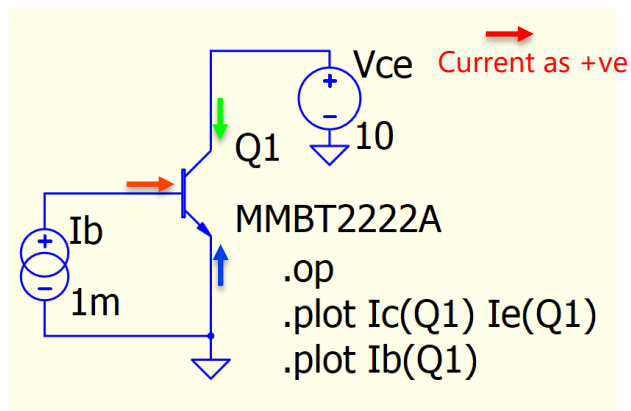 Vce
Current as +ve
10
Q1
MMBT2222A
Ib
1m
.op
.plot Ic(Q1) Ie(Q1)
.plot Ib(Q1)